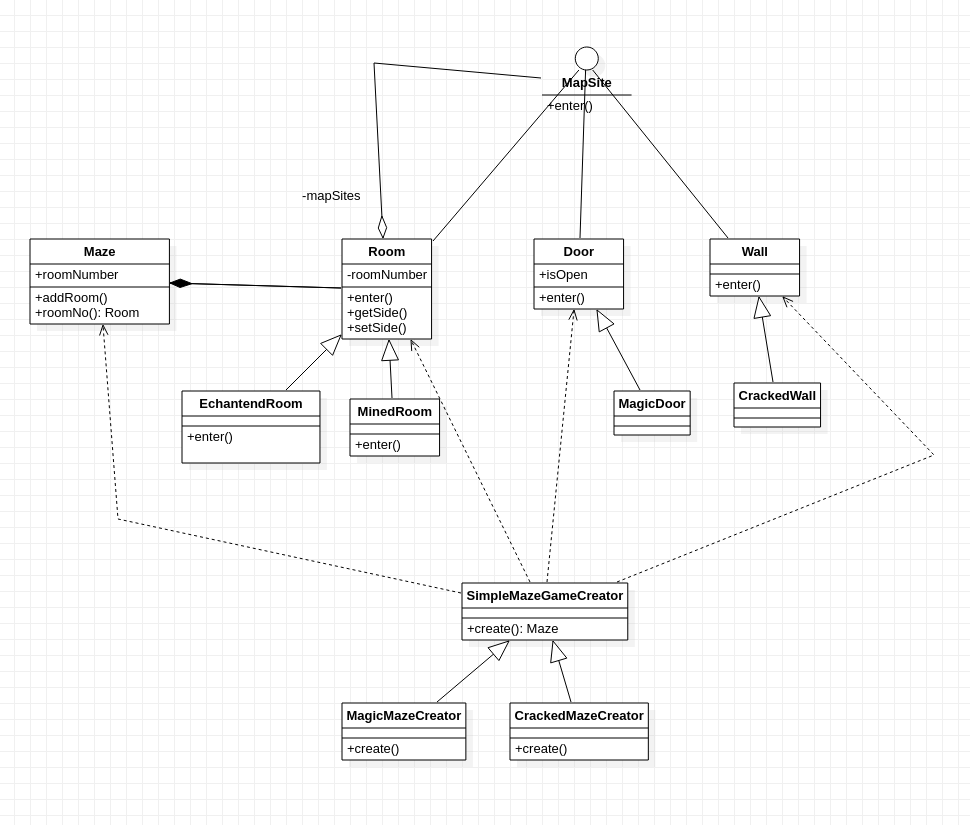 MapSite
+enter()
-mapSites
Maze
+roomNumber
+addRoom()
+roomNo(): Room
Room
-roomNumber
+enter()
+getSide()
+setSide()
Door
+isOpen
+enter()
Wall
+enter()
EchantendRoom
+enter()
MinedRoom
+enter()
MagicDoor
CrackedWall
SimpleMazeGameCreator
+create(): Maze
MagicMazeCreator
+create()
CrackedMazeCreator
+create()